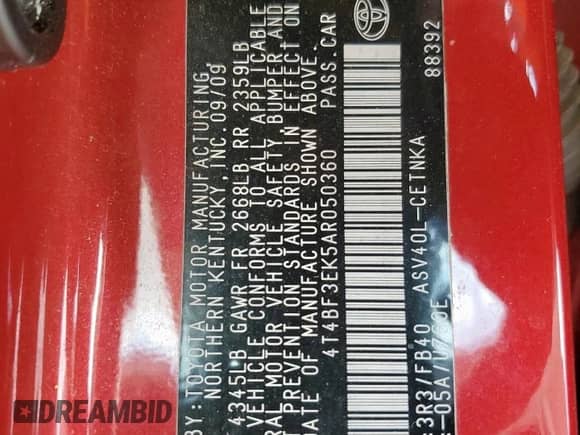 BY:TOYOTA MOTOR MANUFACTURING,
NORTHERN KENTUCKY, INC. 09/09
4345LB GAWR FR 2668LB RR 2359LB
VEHICLE CONFORMS TO ALL APPLICABLE
MOTOR VEHICLE SAFETY, BUMPER AND
PREVENTION STANDARDS IN EFFECT ON
OF MANUFACTURE SHOWN ABOVE.
4T4BF3EK5AR050360 PASS. CAR
3R3/FB40 ASV40L-CETNKA
-05A/U760E 88392
DREAMBID